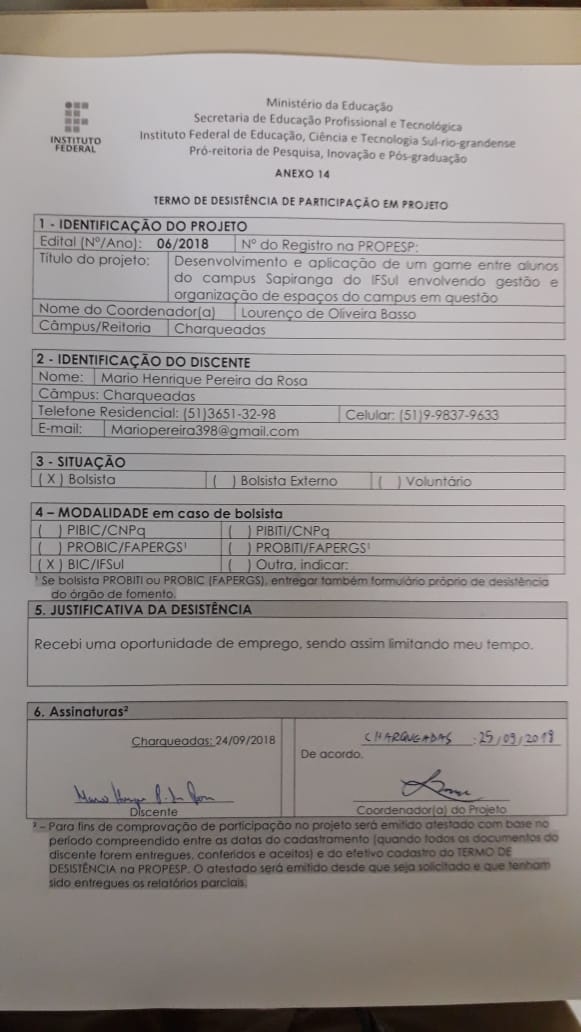 INSTITUTO
FEDERAL
Ministério da Educação
Secretaria de Educação Profissional e Tecnológica
Instituto Federal de Educação, Ciência e Tecnologia Sul-rio-grandense
Pró-reitoria de Pesquisa, Inovação e Pós-graduação
ANEXO 14
TERMO DE DESISTÊNCIA DE PARTICIPAÇÃO EM PROJETO
1 - IDENTIFICAÇÃO DO PROJETO
Edital (Nº/Ano): 06/2018 Nº do Registro na PROPESP:
Título do projeto: Desenvolvimento e aplicação de um game entre alunos
do campus Sapiranga do IFSul envolvendo gestão e
organização de espaços do campus em questão
Nome do Coordenador(a) Lourenço de Oliveira Basso
Câmpus/Reitoria Charqueadas
2 - IDENTIFICAÇÃO DO DISCENTE
Nome: Mario Henrique Pereira da Rosa
Câmpus: Charqueadas
Telefone Residencial: (51)3651-32-98 Celular: (51)9-9837-9633
E-mail: Mariopereira398@gmail.com
3 - SITUAÇÃO
( X ) Bolsista ( ) Bolsista Externo ( ) Voluntário
4 – MODALIDADE em caso de bolsista
( ) PIBIC/CNPq ( ) PIBITI/CNPq
( ) PROBIC/FAPERGS¹ ( ) PROBITI/FAPERGS¹
( X ) BIC/IFSul ( ) Outra, indicar:
¹ Se bolsista PROBITI ou PROBIC (FAPERGS), entregar também formulário próprio de desistência
do órgão de fomento.
5. JUSTIFICATIVA DA DESISTÊNCIA
Recebi uma oportunidade de emprego, sendo assim limitando meu tempo.
6. Assinaturas²
Charqueadas: 24/09/2018
CHARQUEADAS :25/09/2018
De acordo.
Discente
Coordenador(a) do Projeto
² – Para fins de comprovação de participação no projeto será emitido atestado com base no
período compreendido entre as datas do cadastramento (quando todos os documentos do
discente forem entregues, conferidos e aceitos) e do efetivo cadastro do TERMO DE
DESISTÊNCIA na PROPESP. O atestado será emitido desde que seja solicitado e que tenham
sido entregues os relatórios parciais.